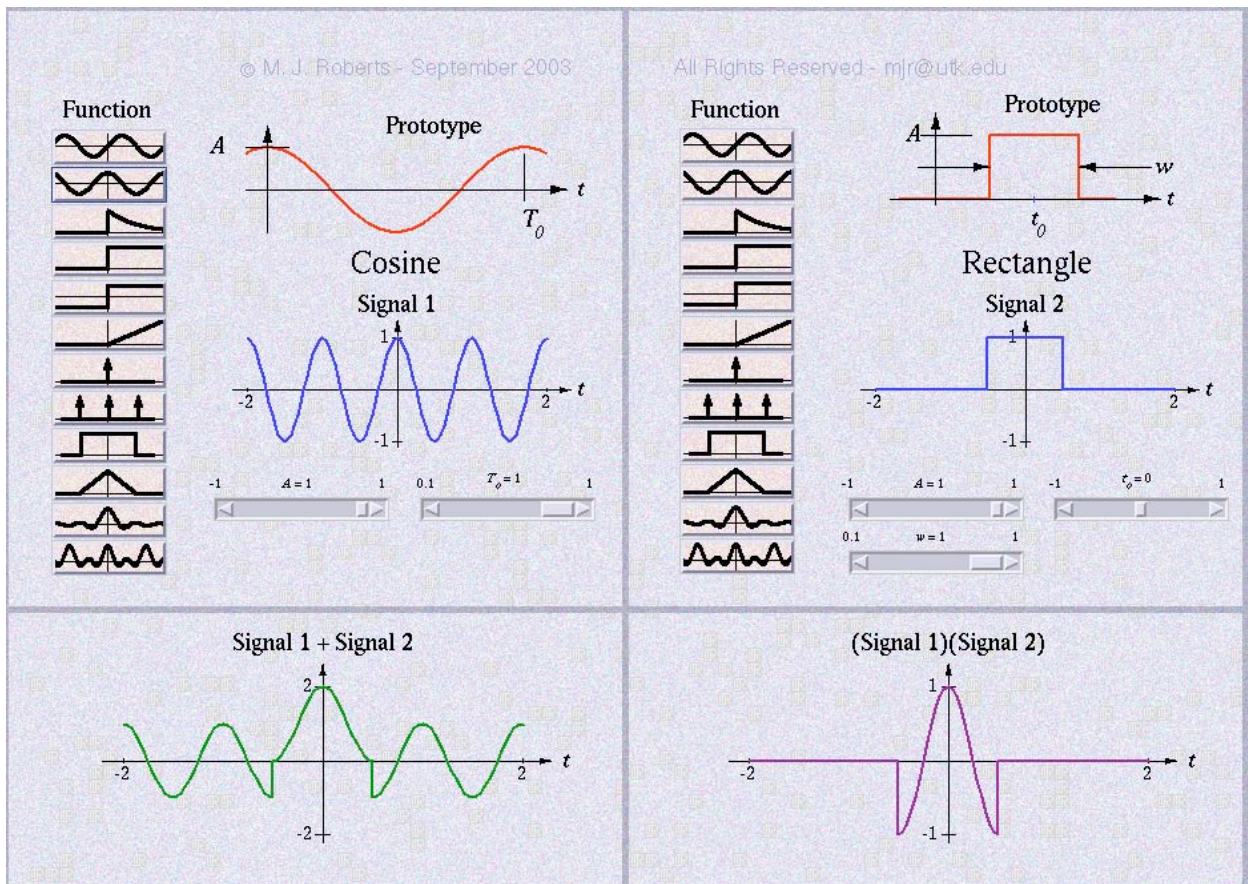 © M. J. Roberts - September 2003
All Rights Reserved - mjr@utk.edu
Function
Prototype
A
t
T0
Cosine
Signal 1
1
-2
2
t
-1
-1 A = 1 1
0.1 T0 = 1 1
Function
Prototype
A
w
t
t0
Rectangle
Signal 2
1
-2
2
t
-1
-1 A = 1 1
-1 t0 = 0 1
0.1 w = 1 1
Signal 1 + Signal 2
2
-2
2
t
-2
(Signal 1)(Signal 2)
1
-2
2
t
-1